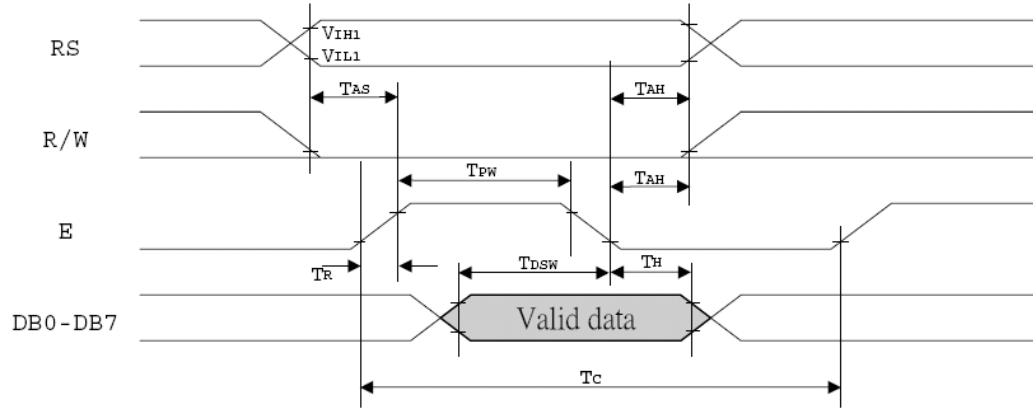 RS
VIH1
VIL1
TAS
TAH
R/W
TPW
TAH
E
TR
TDSW
TH
DB0-DB7
Valid data
TC